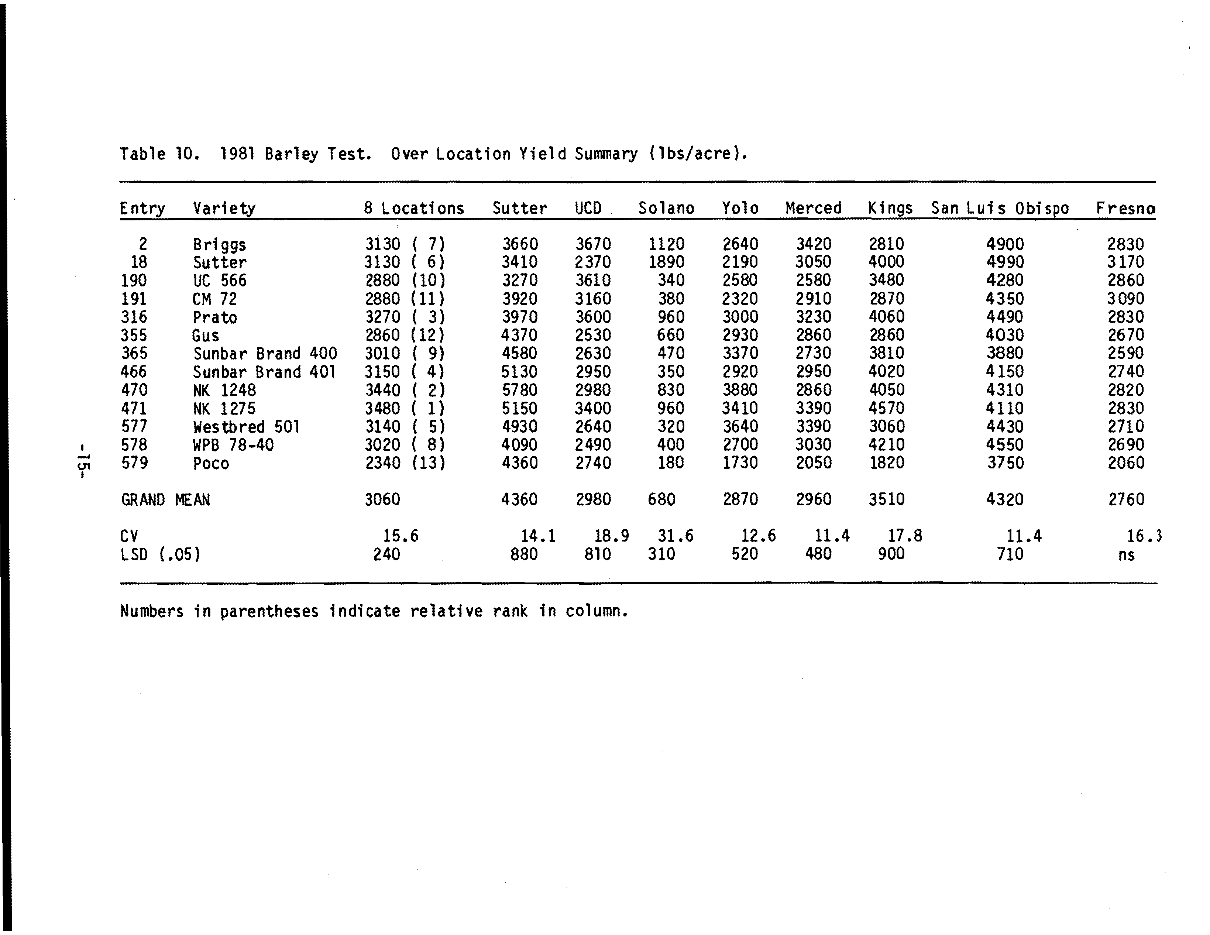 Table 10. 1981 Barley Test. Over Location Yield Summary (lbs/acre).
Entry Variety 8 Locations Sutter UCD Solano Yolo Merced Kings San Luis Obispo Fresno
2 Briggs 3130 ( 7) 3660 3670 1120 2640 3420 2810 4900 2830
18 Sutter 3130 ( 6) 3410 2370 1890 2190 3050 4000 4990 3170
190 UC 566 2880 (10) 3270 3610 340 2580 2580 3480 4280 2860
191 CM 72 2880 (11) 3920 3160 380 2320 2910 2870 4350 3090
316 Prato 3270 ( 3) 3970 3600 960 3000 3230 4060 4490 2830
355 Gus 2860 (12) 4370 2530 660 2930 2860 2860 4030 2670
365 Sunbar Brand 400 3010 ( 9) 4580 2630 470 3370 2730 3810 3880 2590
466 Sunbar Brand 401 3150 ( 4) 5130 2950 350 2920 2950 4020 4150 2740
470 NK 1248 3440 ( 2) 5780 2980 830 3880 2860 4050 4310 2820
471 NK 1275 3480 ( 1) 5150 3400 960 3410 3390 4570 4110 2830
577 Westbred 501 3140 ( 5) 4930 2640 320 3640 3390 3060 4430 2710
578 WPB 78-40 3020 ( 8) 4090 2490 400 2700 3030 4210 4550 2690
579 Poco 2340 (13) 4360 2740 180 1730 2050 1820 3750 2060
GRAND MEAN 3060 4360 2980 680 2870 2960 3510 4320 2760
CV 15.6 14.1 18.9 31.6 12.6 11.4 17.8 11.4 16.3
LSD (.05) 240 880 810 310 520 480 900 710 ns
Numbers in parentheses indicate relative rank in column.
-15-